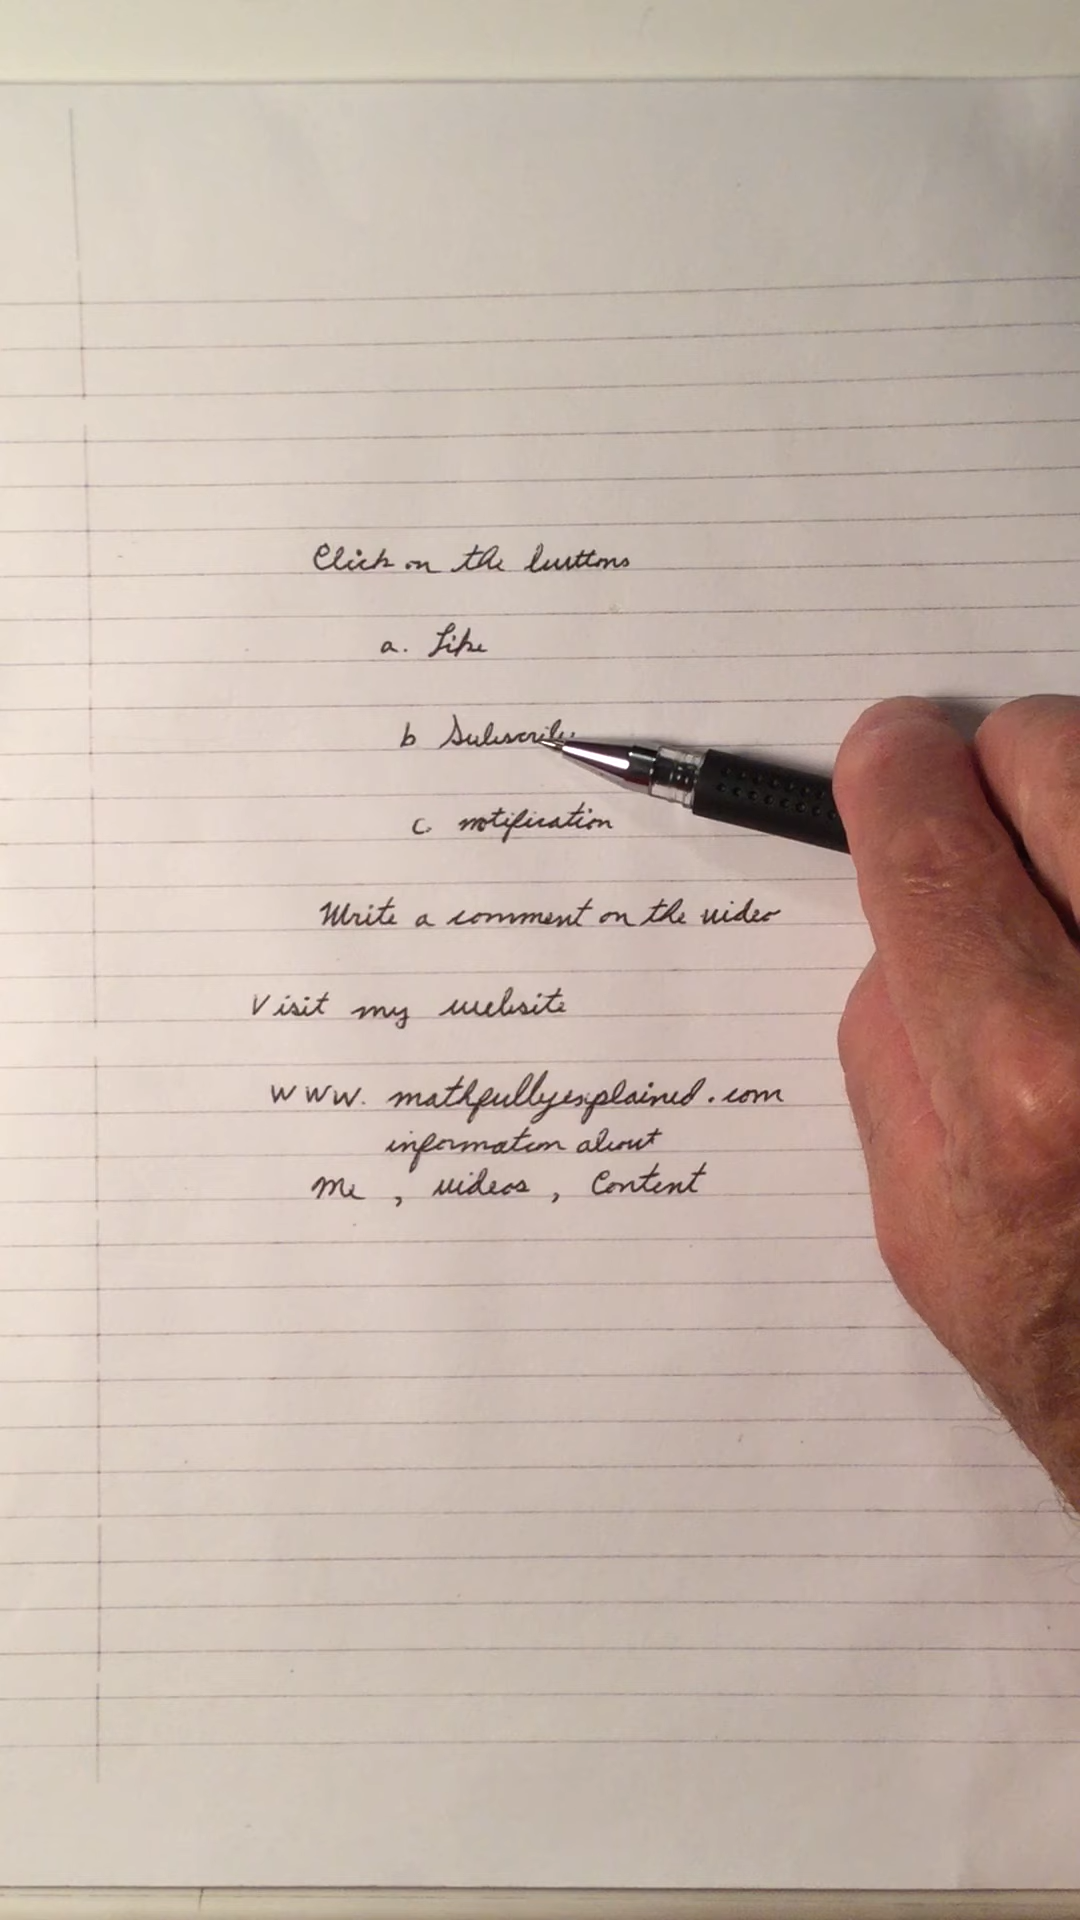 Click on the buttons
a. Like
b Subscribe
c. notification
Write a comment on the video
Visit my website
www.mathfullyexplained.com
information about
Me, videos, Content